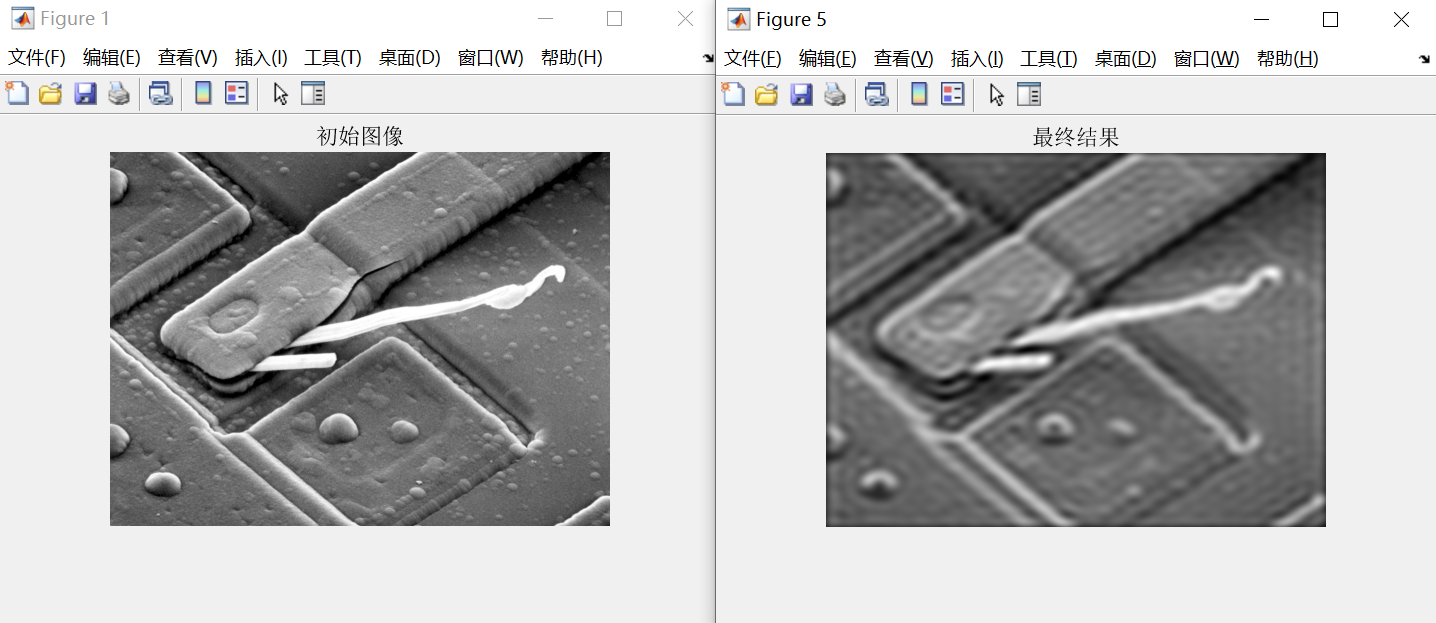 Figure 1
文件(F) 编辑(E) 查看(V) 插入(I) 工具(T) 桌面(D) 窗口(W) 帮助(H)
初始图像
Figure 5
文件(F) 编辑(E) 查看(V) 插入(I) 工具(T) 桌面(D) 窗口(W) 帮助(H)
最终结果